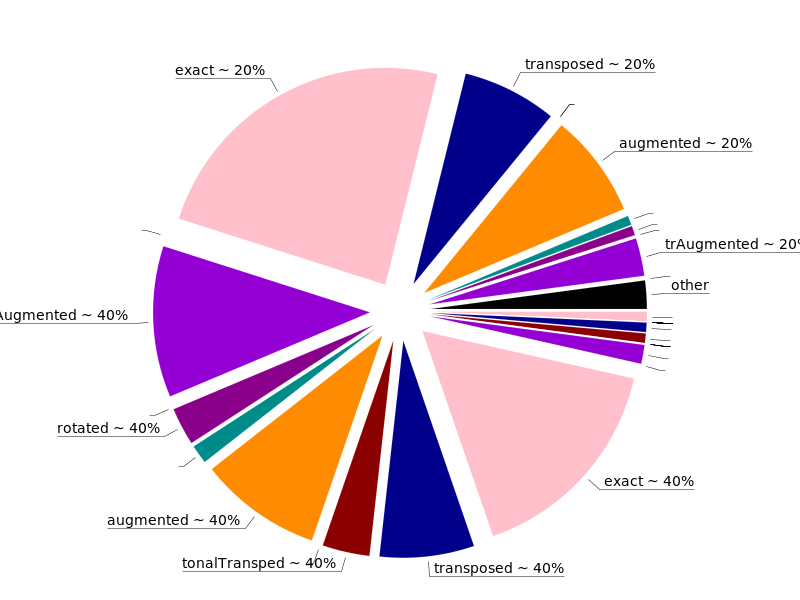 transposed ~ 20%
exact ~ 20%
augmented ~ 20%
trAugmented ~ 20%
other
Augmented ~ 40%
rotated ~ 40%
exact ~ 40%
augmented ~ 40%
tonalTransped ~ 40%
transposed ~ 40%